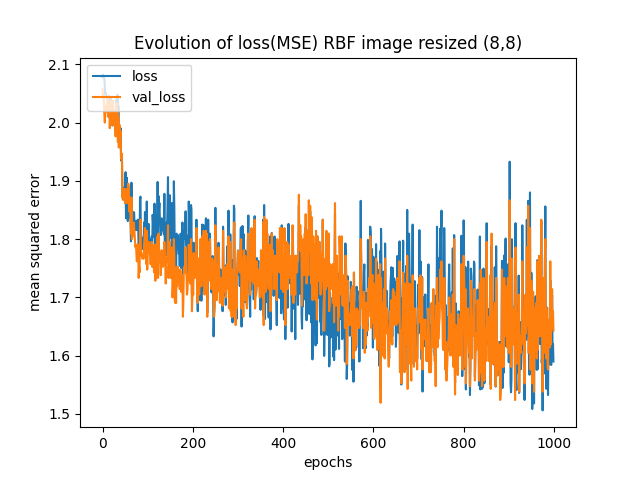 Evolution of loss(MSE) RBF image resized (8,8)
loss
val_loss
mean squared error
2.1
2.0
1.9
1.8
1.7
1.6
1.5
0 200 400 600 800 1000
epochs